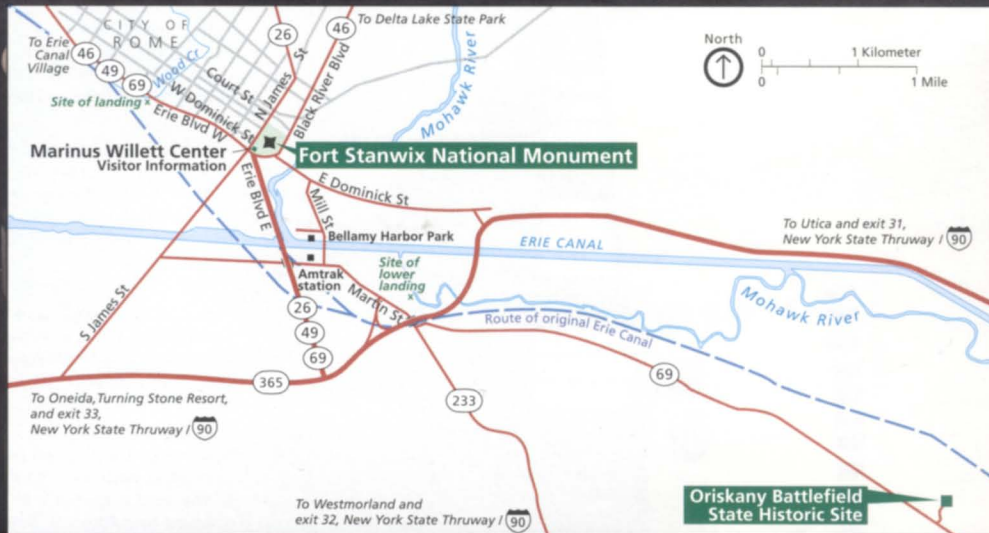 CITY OF
ROME
To Erie
Canal
Village
46
49
69
Wood Cr.
Court St
W Dominick St
Site of landing
Erie Blvd W
26
46
N James St
Black River Blvd
To Delta Lake State Park
Mohawk River
North
0
1 Kilometer
0
1 Mile
Marinus Willett Center
Visitor Information
Fort Stanwix National Monument
Erie Blvd E
E Dominick St
Mill St
Bellamy Harbor Park
Amtrak
station
Site of
lower
landing
Martin St
ERIE CANAL
To Utica and exit 31,
New York State Thruway / 90
Mohawk River
Route of original Erie Canal
S James St
26
49
69
365
69
233
To Oneida, Turning Stone Resort,
and exit 33,
New York State Thruway / 90
To Westmorland and
exit 32, New York State Thruway / 90
Oriskany Battlefield
State Historic Site